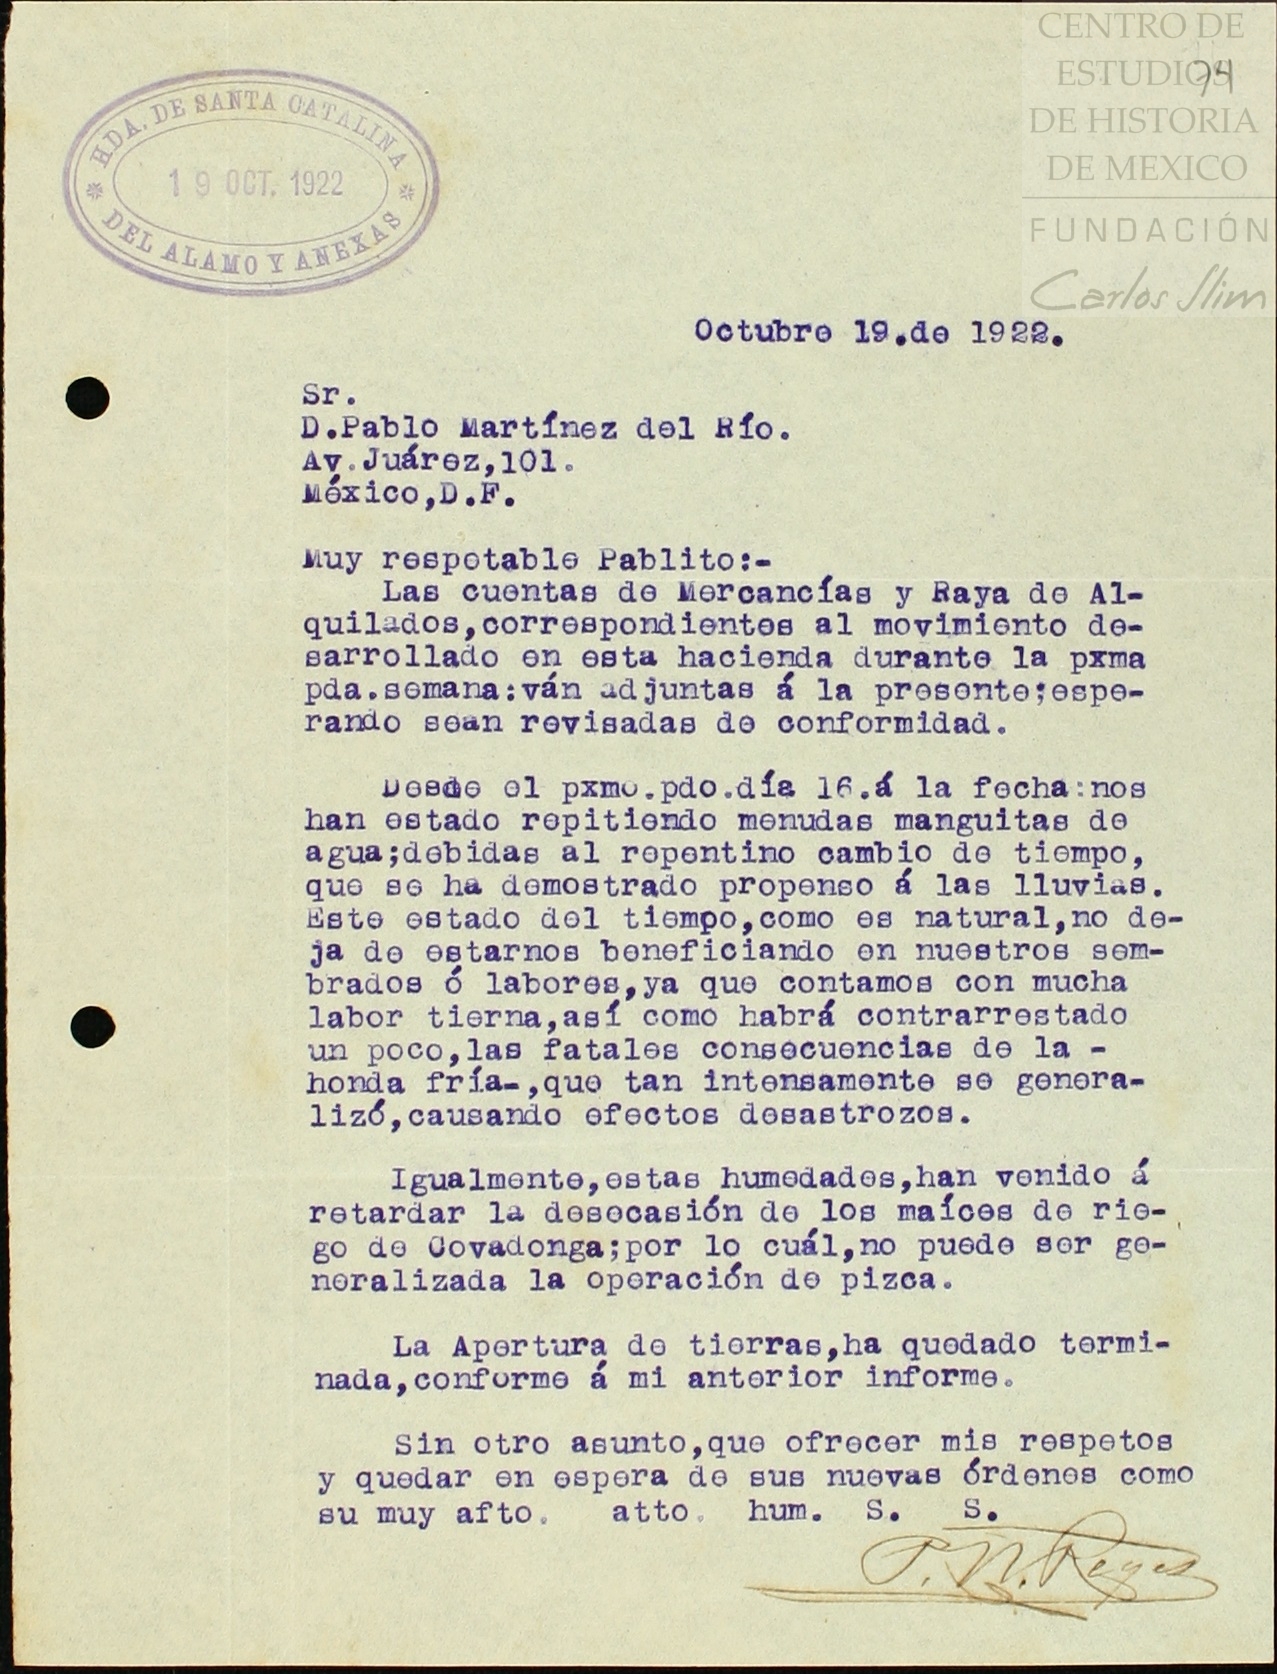 CENTRO DE
ESTUDIOS
74
DE HISTORIA
DE MEXICO
FUNDACIÓN
Carlos Slim
HDA. DE SANTA CATALINA
19 OCT. 1922
DEL ALAMO Y ANEXAS
Octubre 19.de 1922.
Sr.
D.Pablo Martínez del Río.
Av.Juárez,101.
México,D.F.
Muy respetable Pablito:-
Las cuentas de Mercancías y Raya de Al-
quilados,correspondientes al movimiento de-
sarrollado en esta hacienda durante la pxma
pda.semana:ván adjuntas á la presente;espe-
rando sean revisadas de conformidad.
Desde el pxmo.pdo.día 16.á la fecha:nos
han estado repitiendo menudas manguitas de
agua;debidas al repentino cambio de tiempo,
que se ha demostrado propenso á las lluvias.
Este estado del tiempo,como es natural,no de-
ja de estarnos beneficiando en nuestros sem-
brados ó labores,ya que contamos con mucha
labor tierna,así como habrá contrarrestado
un poco,las fatales consecuencias de la -
honda fría-,que tan intensamente se genera-
lizó,causando efectos desastrozos.
Igualmente,estas humedades,han venido á
retardar la desecasión de los maíces de rie-
go de Covadonga;por lo cuál,no puede ser ge-
neralizada la operación de pizca.
La Apertura de tierras,ha quedado termi-
nada,conforme á mi anterior informe.
Sin otro asunto,que ofrecer mis respetos
y quedar en espera de sus nuevas órdenes como
su muy afto. atto. hum. S. S.
P. N. Reyes